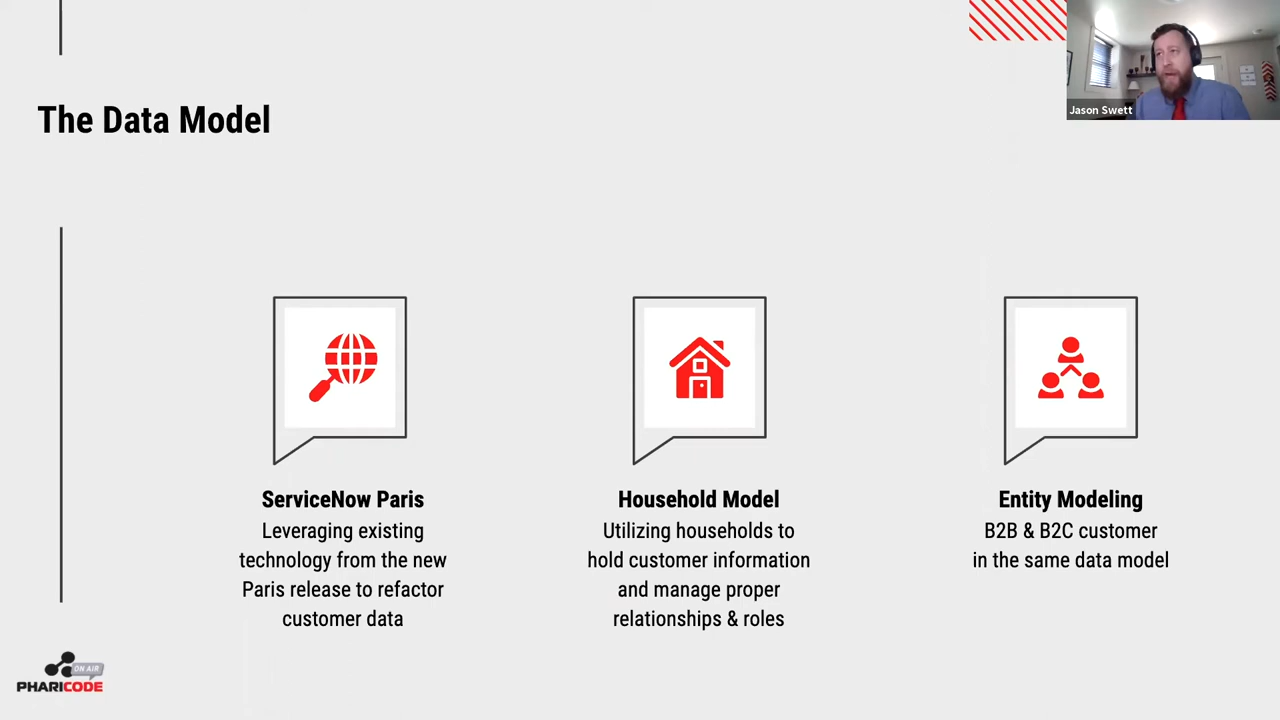 Jason Swett
The Data Model
ServiceNow Paris
Leveraging existing
technology from the new
Paris release to refactor
customer data
Household Model
Utilizing households to
hold customer information
and manage proper
relationships & roles
Entity Modeling
B2B & B2C customer
in the same data model
ON AIR
PHARICODE